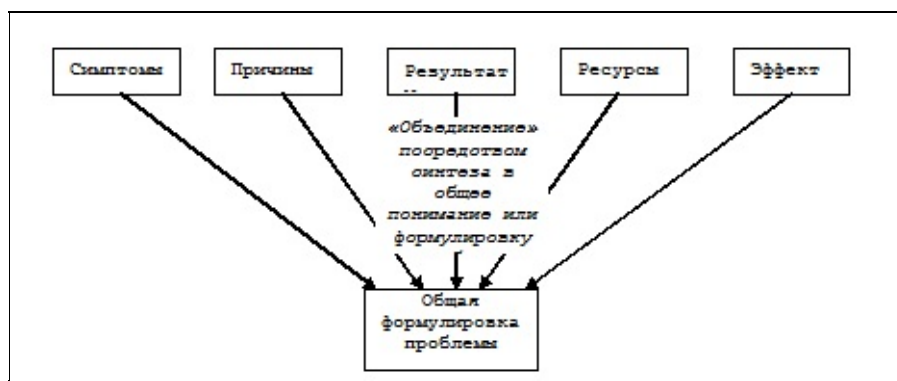 Симптомы
Причины
Результат
Ресурсы
Эффект
«Объединение»
посредством
синтеза в
общее
понимание или
формулировку
Общая
формулировка
проблемы